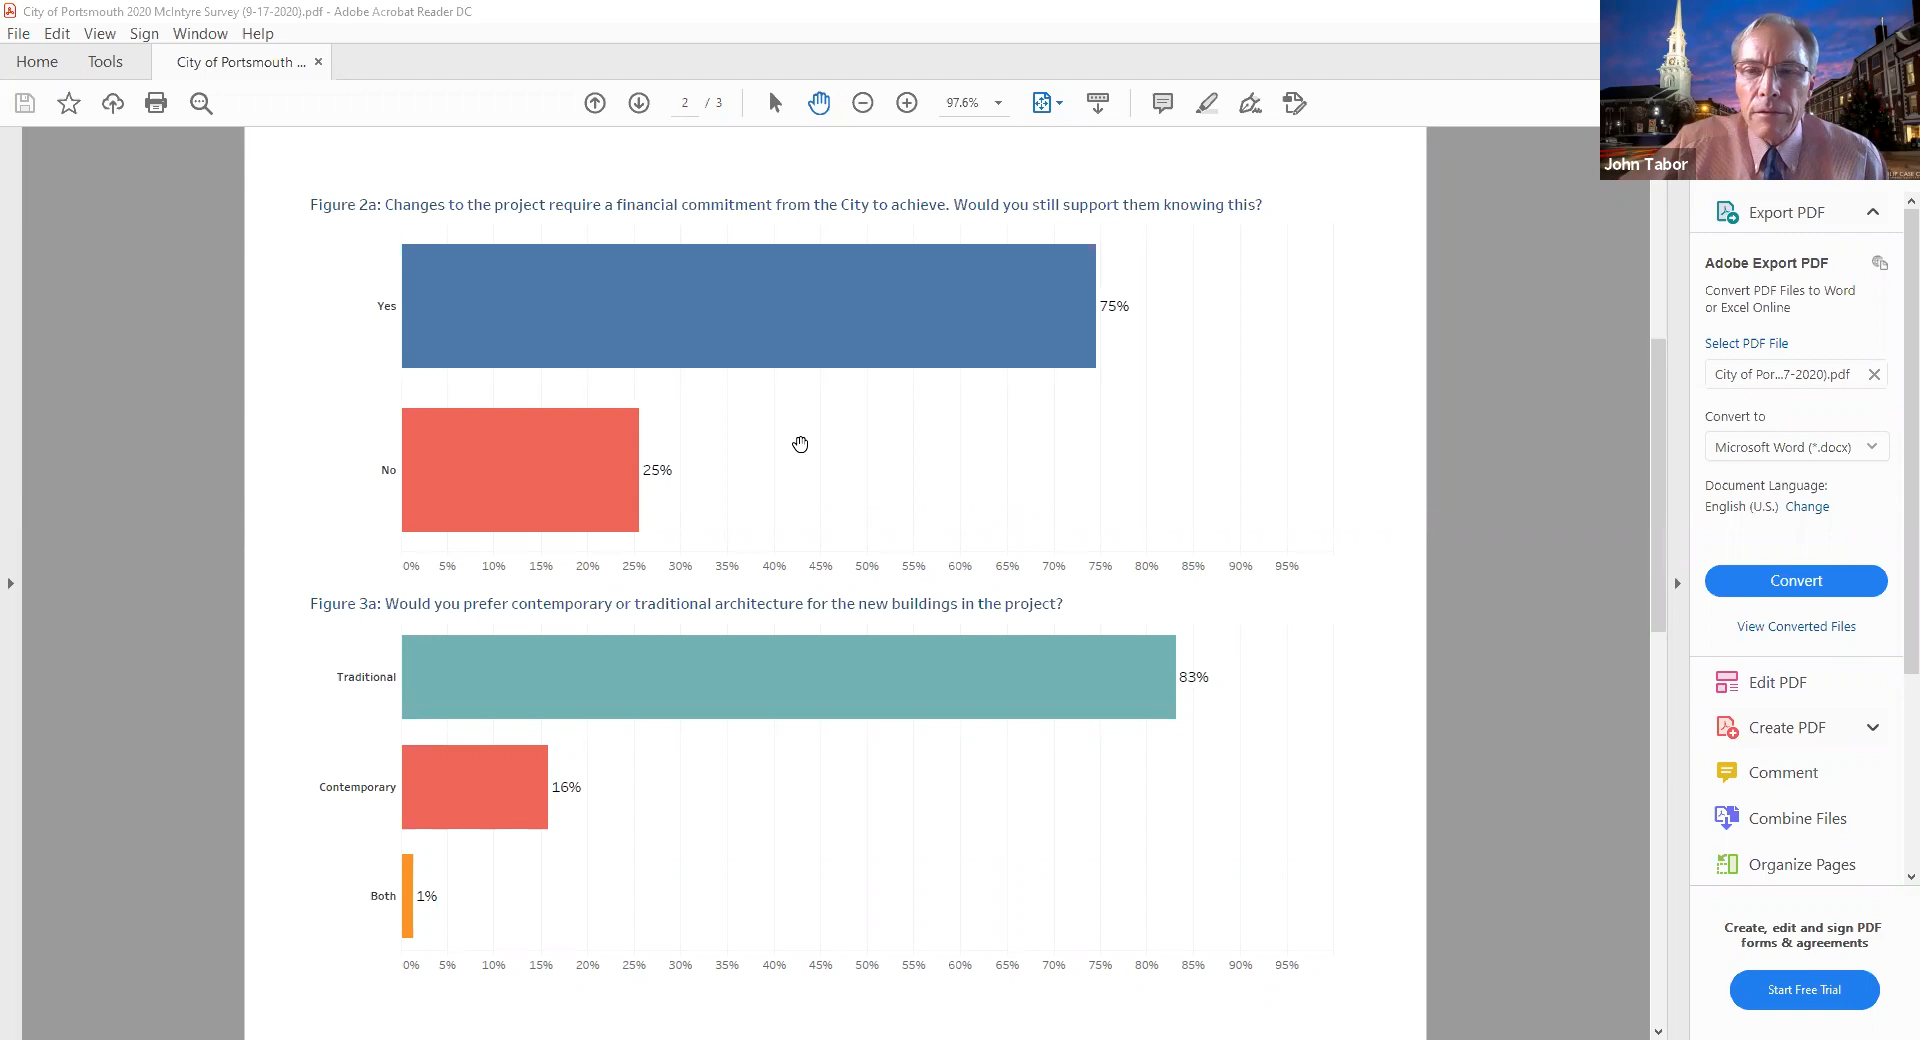 City of Portsmouth 2020 McIntyre Survey (9-17-2020).pdf - Adobe Acrobat Reader DC
File Edit View Sign Window Help
Home Tools City of Portsmouth ... ×
2 / 3 97.6%
John Tabor
Figure 2a: Changes to the project require a financial commitment from the City to achieve. Would you still support them knowing this?
Yes 75%
No 25%
0% 5% 10% 15% 20% 25% 30% 35% 40% 45% 50% 55% 60% 65% 70% 75% 80% 85% 90% 95%
Figure 3a: Would you prefer contemporary or traditional architecture for the new buildings in the project?
Traditional 83%
Contemporary 16%
Both 1%
0% 5% 10% 15% 20% 25% 30% 35% 40% 45% 50% 55% 60% 65% 70% 75% 80% 85% 90% 95%
Export PDF
Adobe Export PDF
Convert PDF Files to Word
or Excel Online
Select PDF File
City of Por...7-2020).pdf
Convert to
Microsoft Word (*.docx)
Document Language:
English (U.S.) Change
Convert
View Converted Files
Edit PDF
Create PDF
Comment
Combine Files
Organize Pages
Create, edit and sign PDF
forms & agreements
Start Free Trial